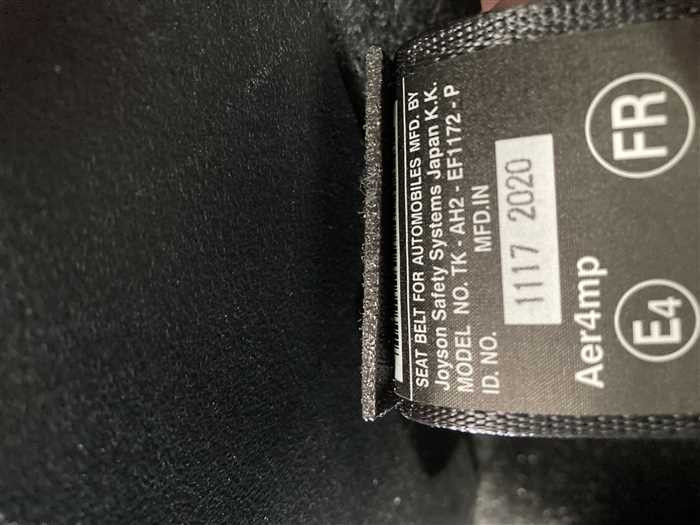 SEAT BELT FOR AUTOMOBILES MFD. BY
Joyson Safety Systems Japan K.K.
MODEL NO. TK - AH2 - EF1172 - P
ID. NO. MFD.IN
1117 2020
Aer4mp FR
E4